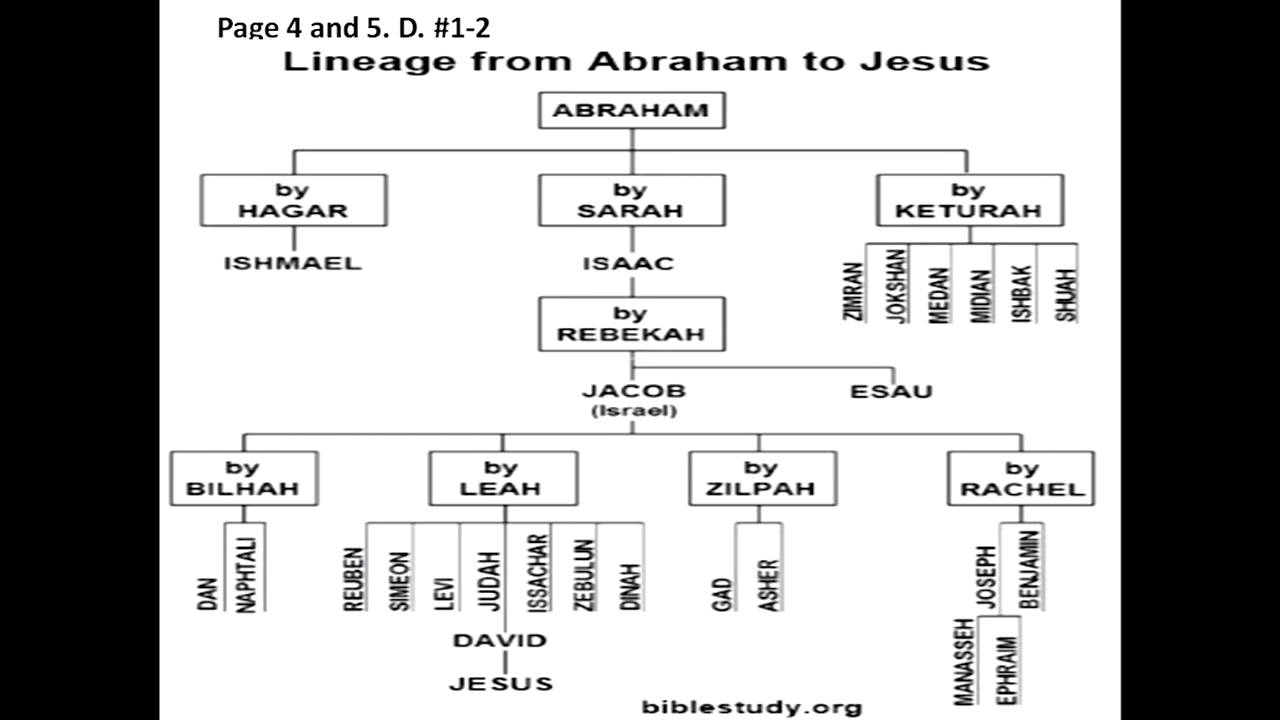 Page 4 and 5. D. #1-2
Lineage from Abraham to Jesus
ABRAHAM
by
HAGAR
by
SARAH
by
KETURAH
ISHMAEL
ISAAC
ZIMRAN
JOKSHAN
MEDAN
MIDIAN
ISHBAK
SHUAH
by
REBEKAH
JACOB
(Israel)
ESAU
by
BILHAH
by
LEAH
by
ZILPAH
by
RACHEL
DAN
NAPHTALI
REUBEN
SIMEON
LEVI
JUDAH
ISSACHAR
ZEBULUN
DINAH
GAD
ASHER
JOSEPH
BENJAMIN
MANASSEH
EPHRAIM
DAVID
JESUS
biblestudy.org